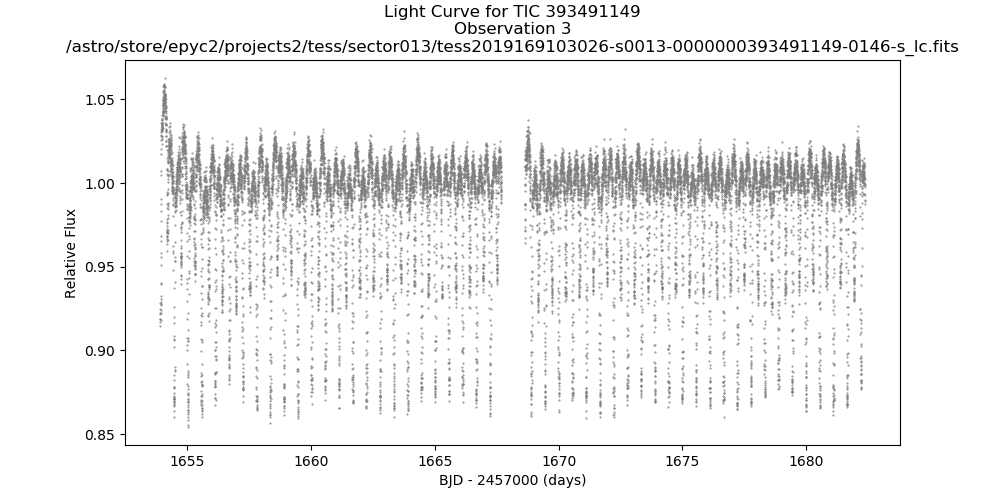 Light Curve for TIC 393491149
Observation 3
/astro/store/epyc2/projects2/tess/sector013/tess2019169103026-s0013-0000000393491149-0146-s_lc.fits
1.05
1.00
0.95
0.90
0.85
Relative Flux
1655 1660 1665 1670 1675 1680
BJD - 2457000 (days)